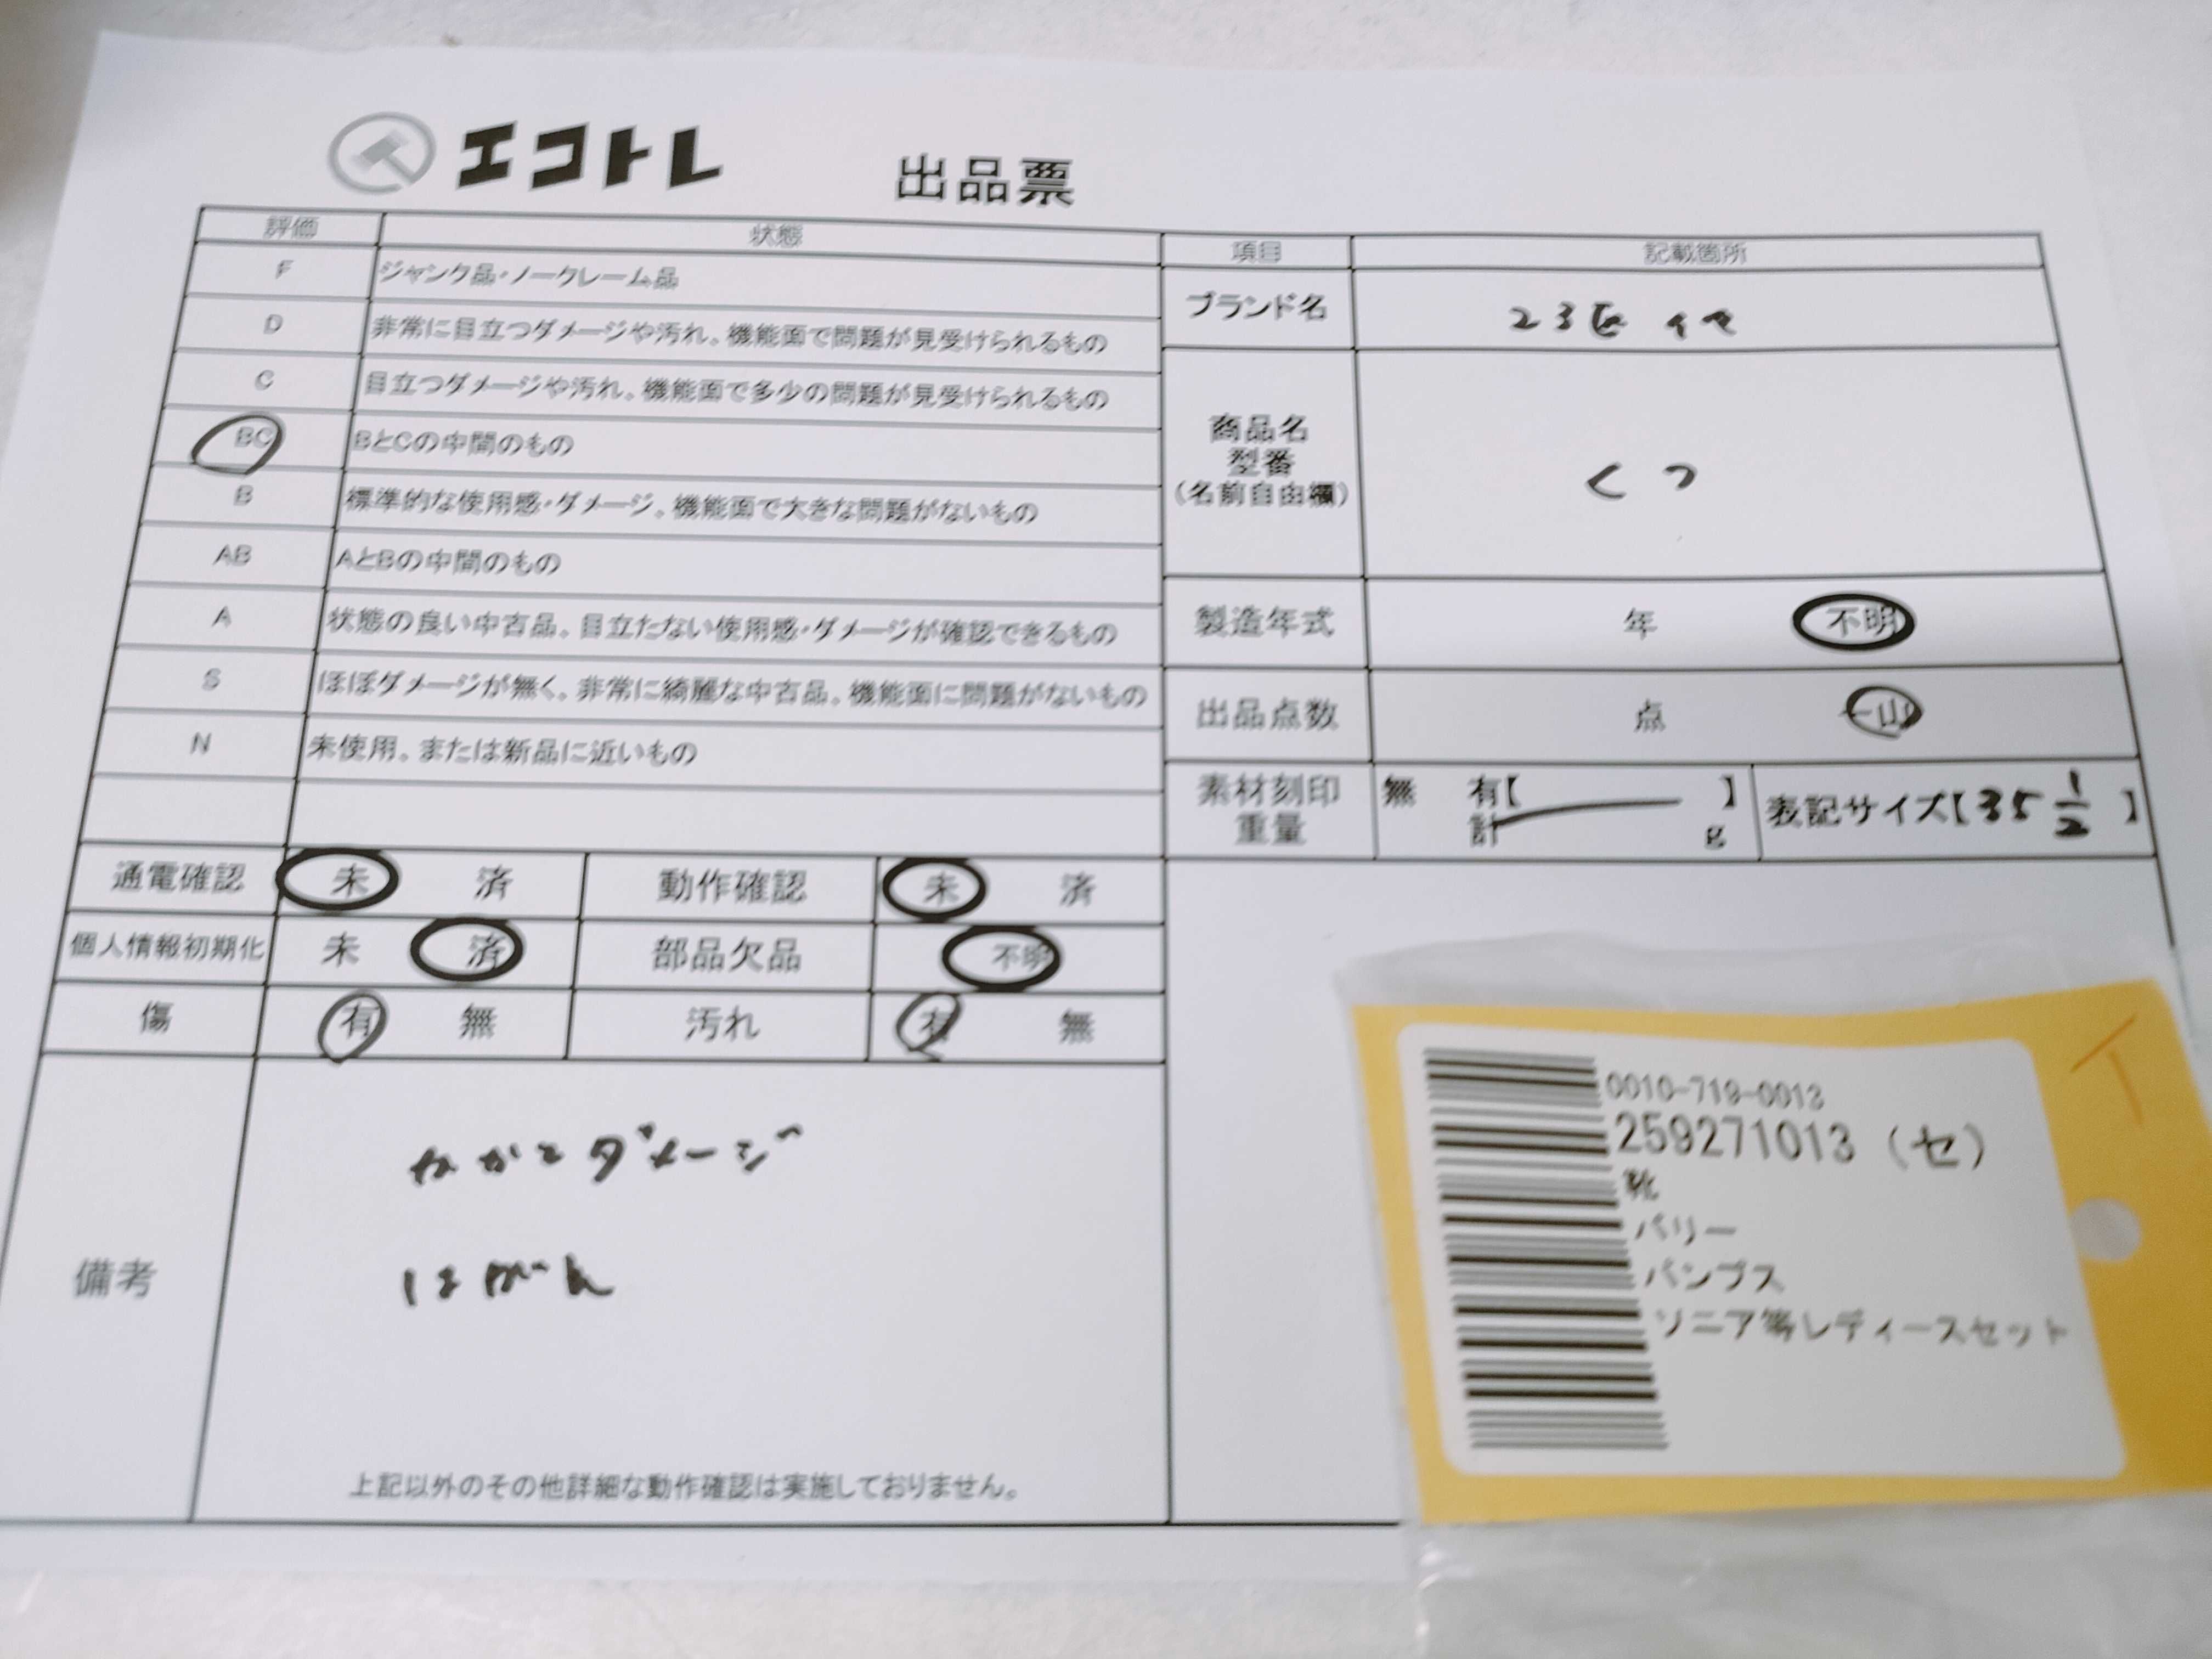 エコトレ 出品票
評価 状態
F ジャンク品・ノークレーム品
D 非常に目立つダメージや汚れ。機能面で問題が見受けられるもの
C 目立つダメージや汚れ。機能面で多少の問題が見受けられるもの
BC BとCの中間のもの
B 標準的な使用感・ダメージ。機能面で大きな問題がないもの
AB AとBの中間のもの
A 状態の良い中古品。目立たない使用感・ダメージが確認できるもの
S ほぼダメージが無く。非常に綺麗な中古品。機能面に問題がないもの
N 未使用。または新品に近いもの
通電確認 未 済 動作確認 未 済
個人情報初期化 未 済 部品欠品 不明
傷 有 無 汚れ 有 無
備考
かかとダメージ
はがれ
上記以外のその他詳細な動作確認は実施しておりません。
項目 記載箇所
ブランド名 23区 イセ
商品名
型番
(名前自由欄)
くつ
製造年式 年 不明
出品点数 点 一山
素材刻印 無 有【 】
重量 計 g
表記サイズ【35 1/2】
0010-719-0013
259271013(セ)
靴
バリー
パンプス
ソニア等レディースセット